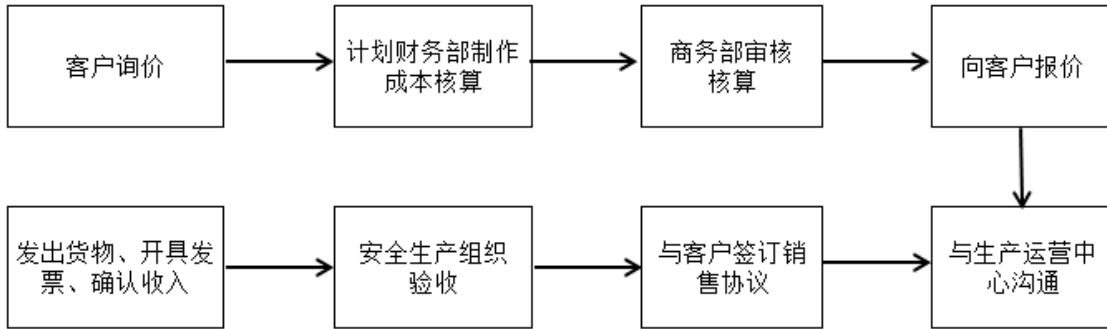 客户询价
计划财务部制作
成本核算
商务部审核
核算
向客户报价
发出货物、开具发
票、确认收入
安全生产组织
验收
与客户签订销
售协议
与生产运营中
心沟通